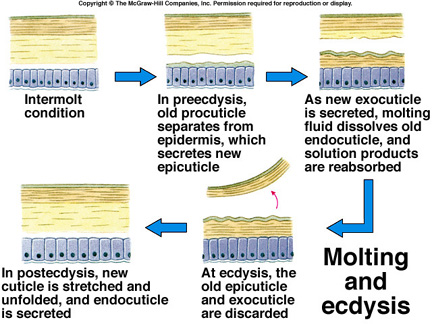 Copyright © The McGraw-Hill Companies, Inc. Permission required for reproduction or display.
Intermolt
condition
In preecdysis,
old procuticle
separates from
epidermis, which
secretes new
epicuticle
As new exocuticle
is secreted, molting
fluid dissolves old
endocuticle, and
solution products
are reabsorbed
In postecdysis, new
cuticle is stretched and
unfolded, and endocuticle
is secreted
At ecdysis, the
old epicuticle
and exocuticle
are discarded
Molting
and
ecdysis